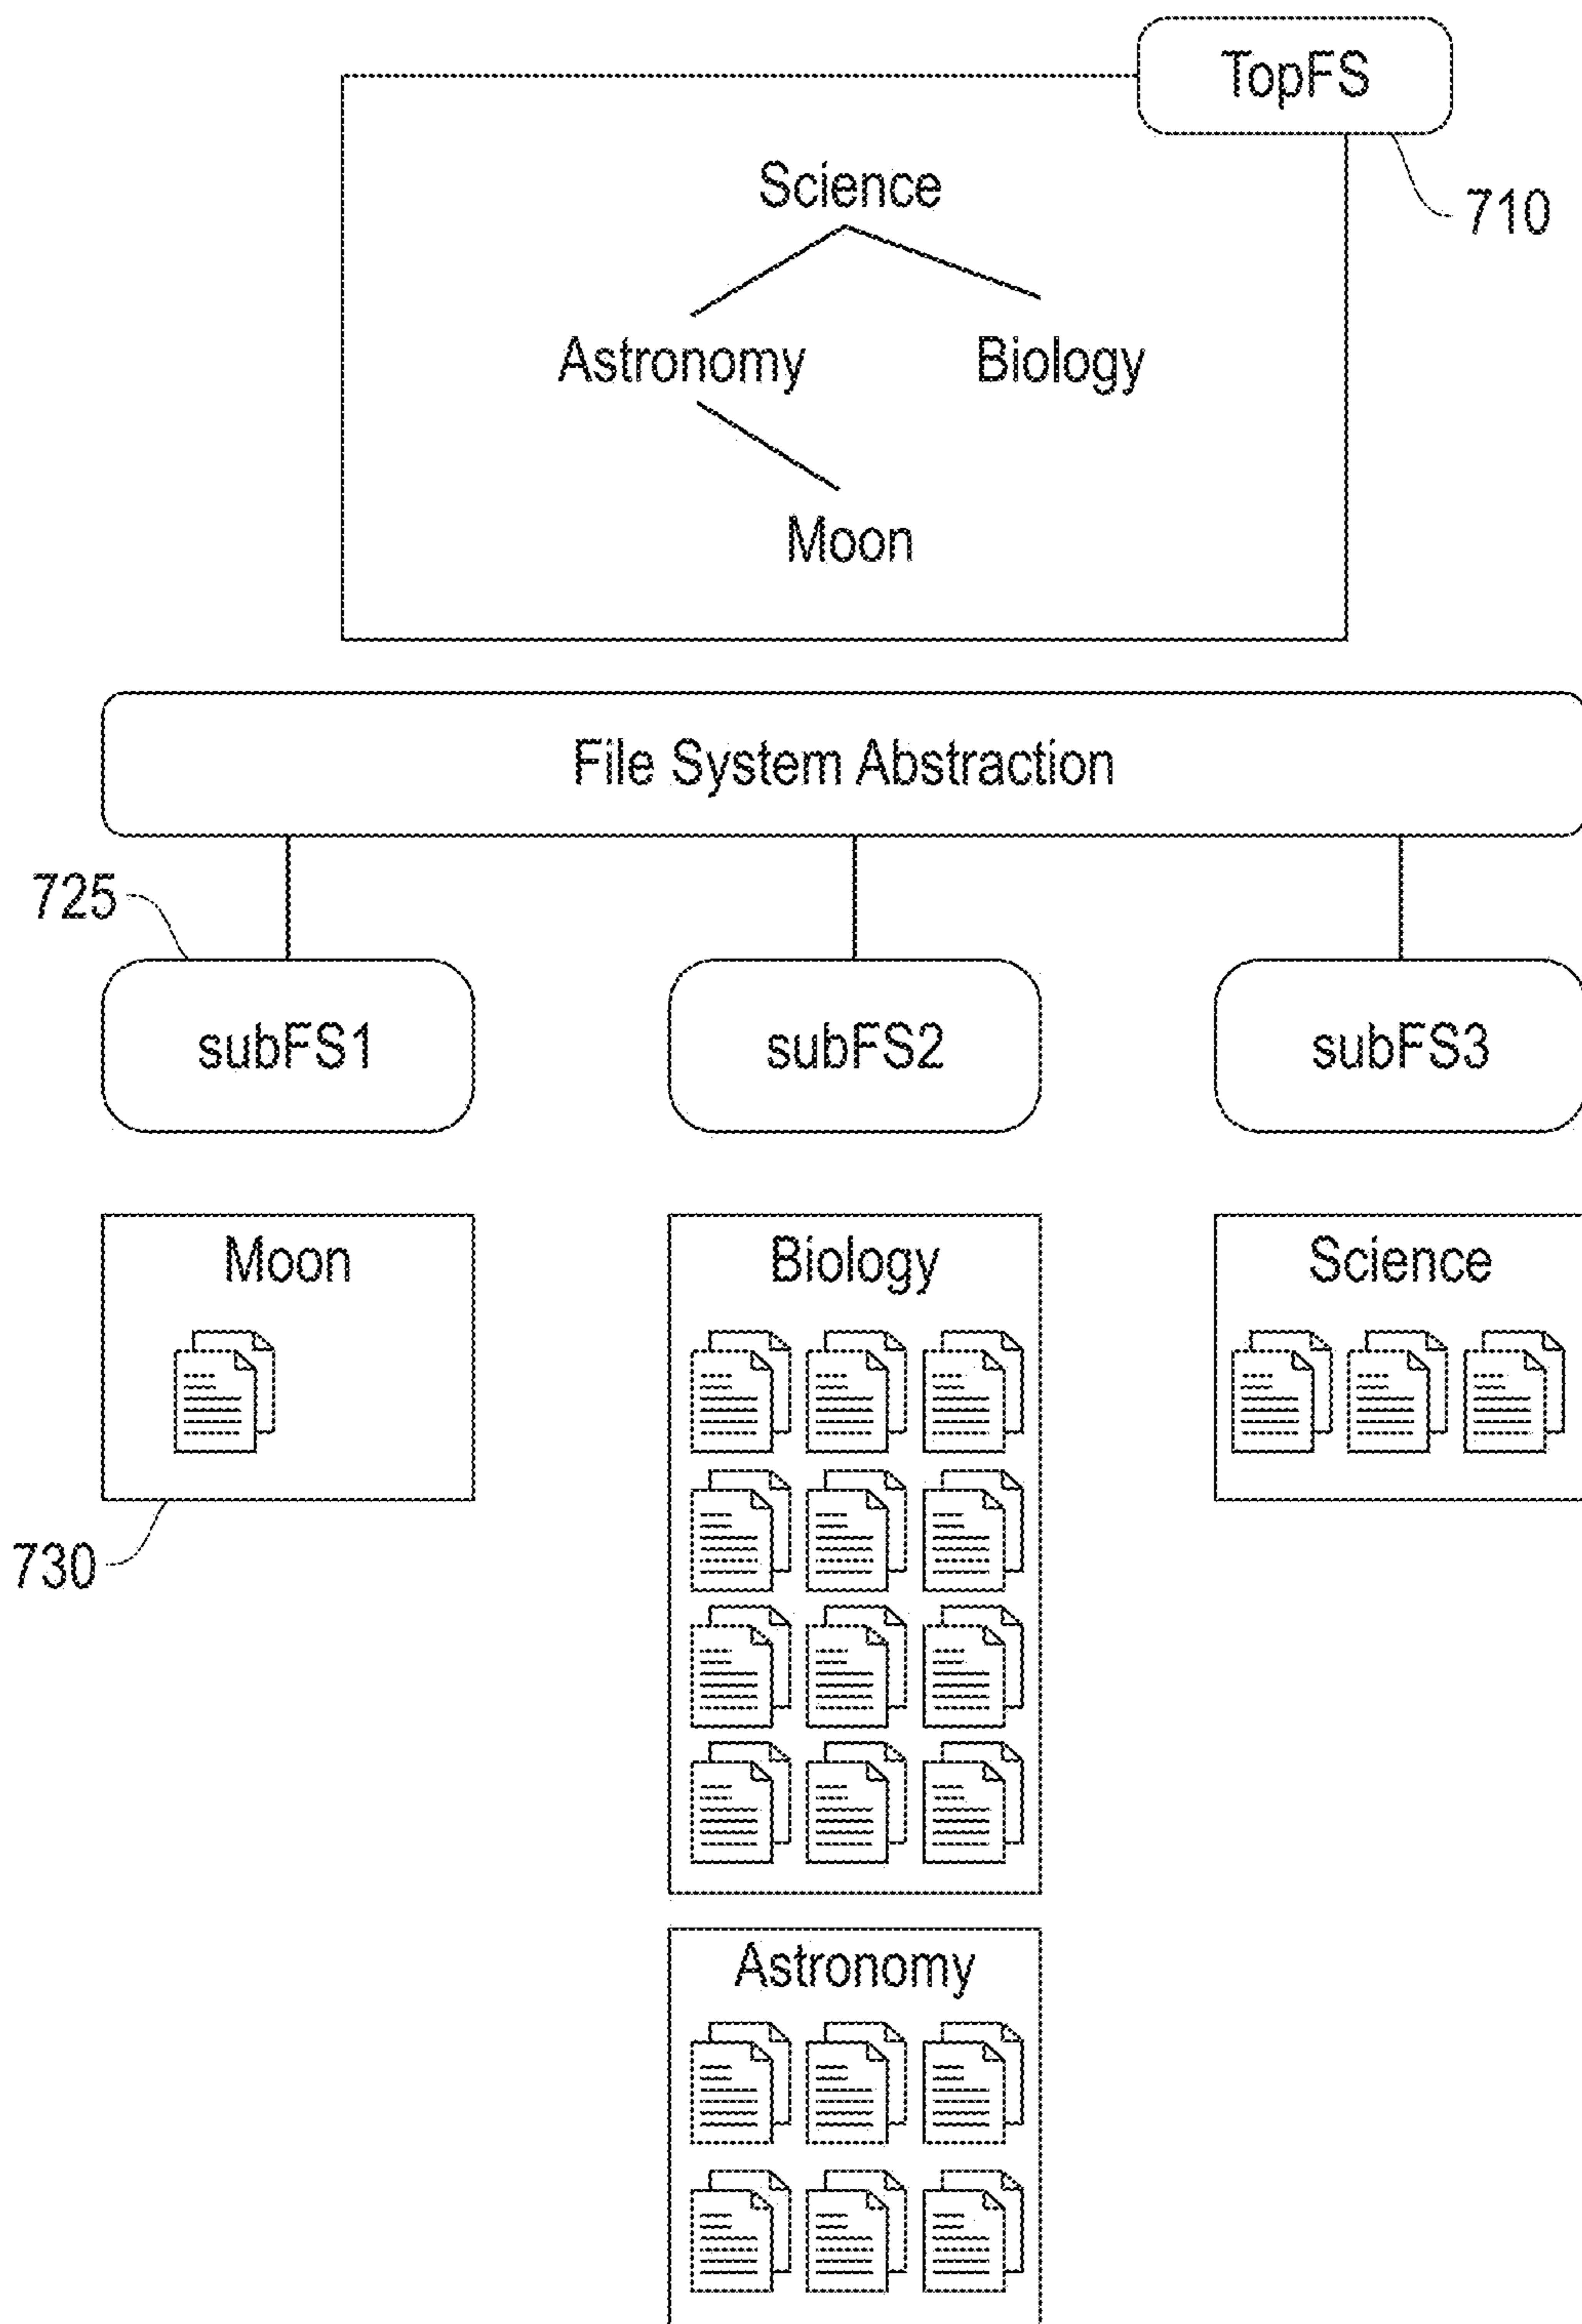 TopFS
710
Science
Astronomy Biology
Moon
File System Abstraction
725
subFS1 subFS2 subFS3
Moon Biology Science
730
Astronomy